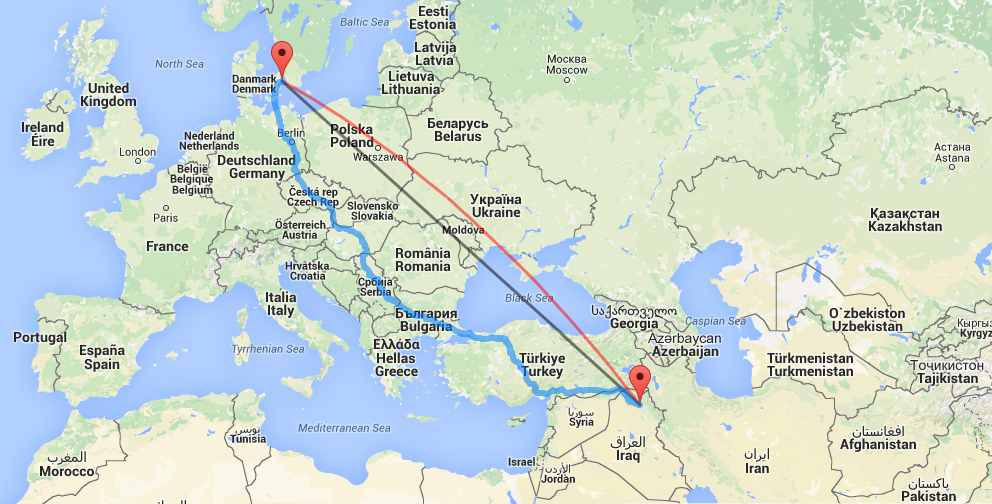 Baltic Sea
Eesti
Estonia
Latvija
Latvia
Lietuva
Lithuania
Москва
Moscow
North Sea
Danmark
Denmark
United
Kingdom
Ireland
Éire
London
Nederland
Netherlands
Berlin
Polska
Poland
Warszawa
Беларусь
Belarus
België
Belgique
Belgium
Deutschland
Germany
Астана
Astana
Paris
Česká rep
Czech Rep
Slovensko
Slovakia
Україна
Ukraine
Österreich
Austria
Moldova
Қазақстан
Kazakhstan
France
Hrvatska
Croatia
România
Romania
Србија
Serbia
Italia
Italy
България
Bulgaria
Black Sea
საქართველო
Georgia
Caspian Sea
Azərbaycan
Azerbaijan
O`zbekiston
Uzbekistan
Кыргыз
Kyrgyz
Portugal
España
Spain
Tyrrhenian Sea
Ελλάδα
Hellas
Greece
Türkiye
Turkey
Türkmenistan
Turkmenistan
Тоҷикистон
Tajikistan
Mediterranean Sea
تونس
Tunisia
المغرب
Morocco
سوريا
Syria
العراق
Iraq
Israel
الأردن
Jordan
ایران
Iran
افغانستان
Afghanistan
پاکستان
Pakistan